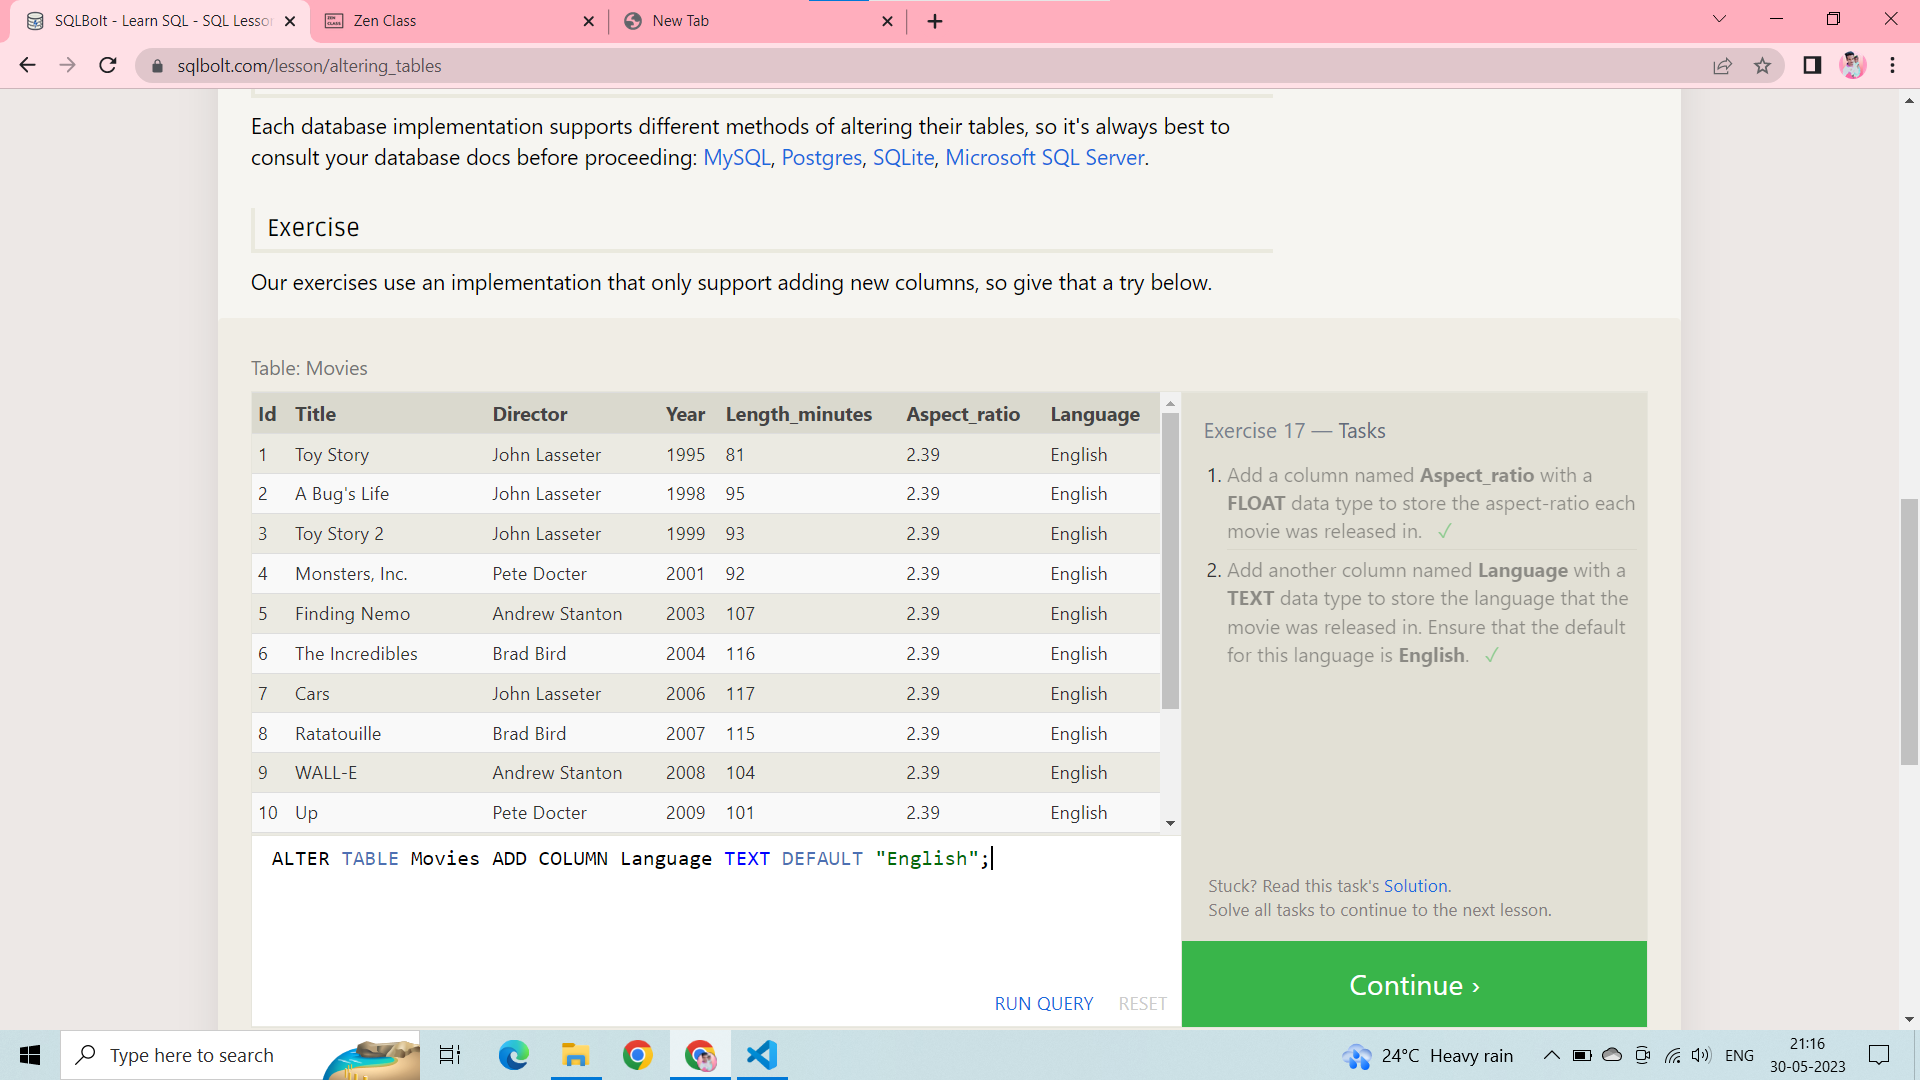 SQLBolt - Learn SQL - SQL Lesson
Zen Class
New Tab
sqlbolt.com/lesson/altering_tables
Each database implementation supports different methods of altering their tables, so it's always best to
consult your database docs before proceeding: MySQL, Postgres, SQLite, Microsoft SQL Server.
Exercise
Our exercises use an implementation that only support adding new columns, so give that a try below.
Table: Movies
Id Title Director Year Length_minutes Aspect_ratio Language
1 Toy Story John Lasseter 1995 81 2.39 English
2 A Bug's Life John Lasseter 1998 95 2.39 English
3 Toy Story 2 John Lasseter 1999 93 2.39 English
4 Monsters, Inc. Pete Docter 2001 92 2.39 English
5 Finding Nemo Andrew Stanton 2003 107 2.39 English
6 The Incredibles Brad Bird 2004 116 2.39 English
7 Cars John Lasseter 2006 117 2.39 English
8 Ratatouille Brad Bird 2007 115 2.39 English
9 WALL-E Andrew Stanton 2008 104 2.39 English
10 Up Pete Docter 2009 101 2.39 English
ALTER TABLE Movies ADD COLUMN Language TEXT DEFAULT "English";
RUN QUERY RESET
Exercise 17 — Tasks
1. Add a column named Aspect_ratio with a
FLOAT data type to store the aspect-ratio each
movie was released in. ✓
2. Add another column named Language with a
TEXT data type to store the language that the
movie was released in. Ensure that the default
for this language is English. ✓
Stuck? Read this task's Solution.
Solve all tasks to continue to the next lesson.
Continue ›
Type here to search
24°C Heavy rain
ENG
21:16
30-05-2023